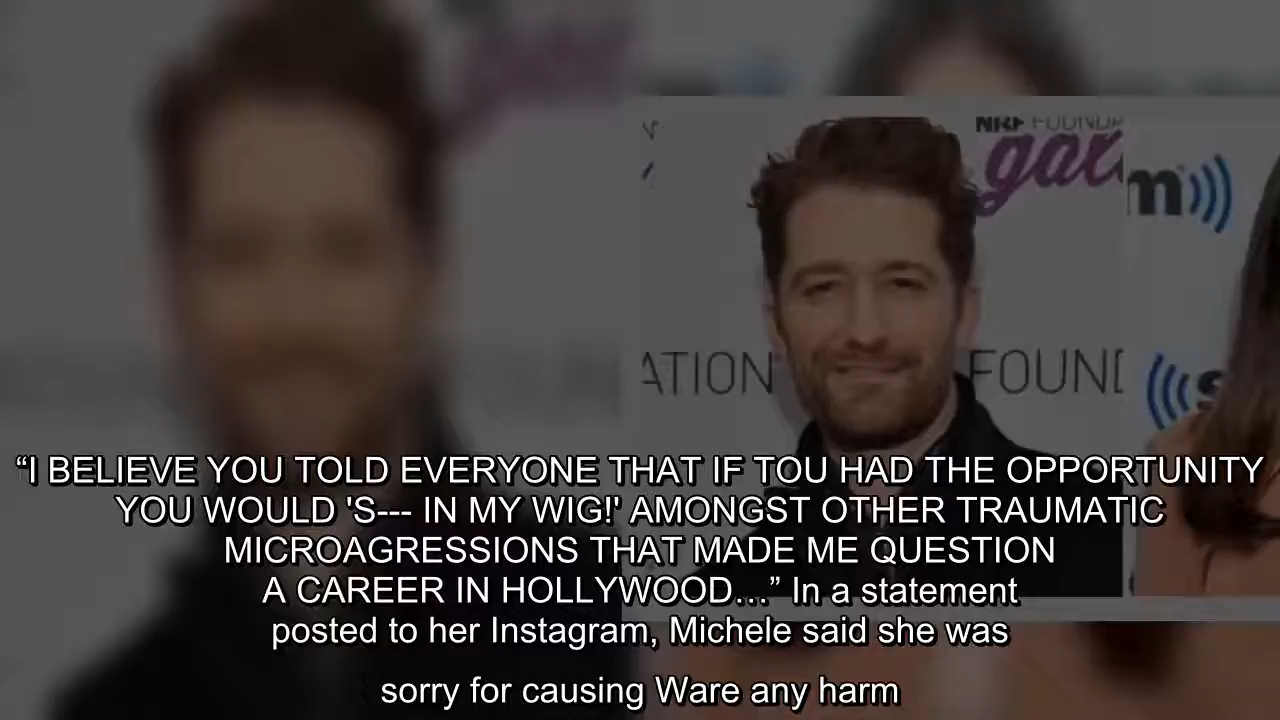 NRF FOUNDA
gala
m
ATION
FOUND
S
“I BELIEVE YOU TOLD EVERYONE THAT IF TOU HAD THE OPPORTUNITY
YOU WOULD 'S--- IN MY WIG!' AMONGST OTHER TRAUMATIC
MICROAGRESSIONS THAT MADE ME QUESTION
A CAREER IN HOLLYWOOD…” In a statement
posted to her Instagram, Michele said she was
sorry for causing Ware any harm